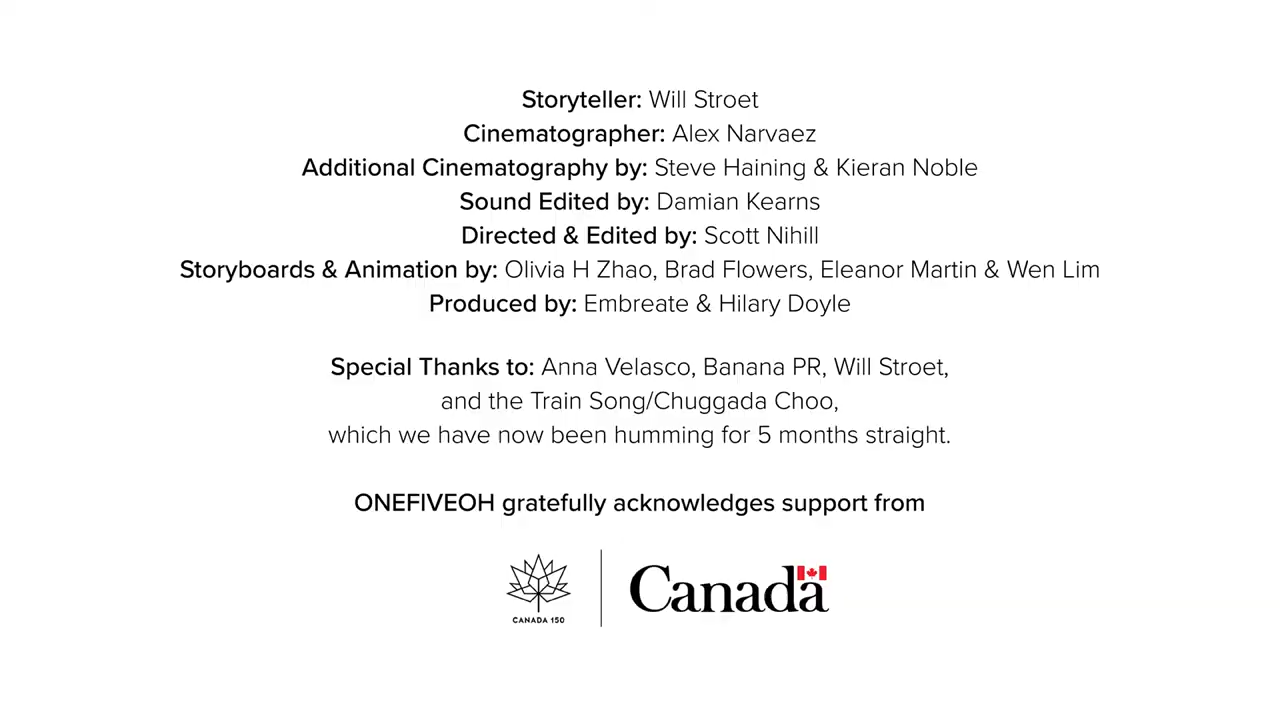 Storyteller: Will Stroet
Cinematographer: Alex Narvaez
Additional Cinematography by: Steve Haining & Kieran Noble
Sound Edited by: Damian Kearns
Directed & Edited by: Scott Nihill
Storyboards & Animation by: Olivia H Zhao, Brad Flowers, Eleanor Martin & Wen Lim
Produced by: Embreate & Hilary Doyle
Special Thanks to: Anna Velasco, Banana PR, Will Stroet,
and the Train Song/Chuggada Choo,
which we have now been humming for 5 months straight.
ONEFIVEOH gratefully acknowledges support from
CANADA 150
Canada